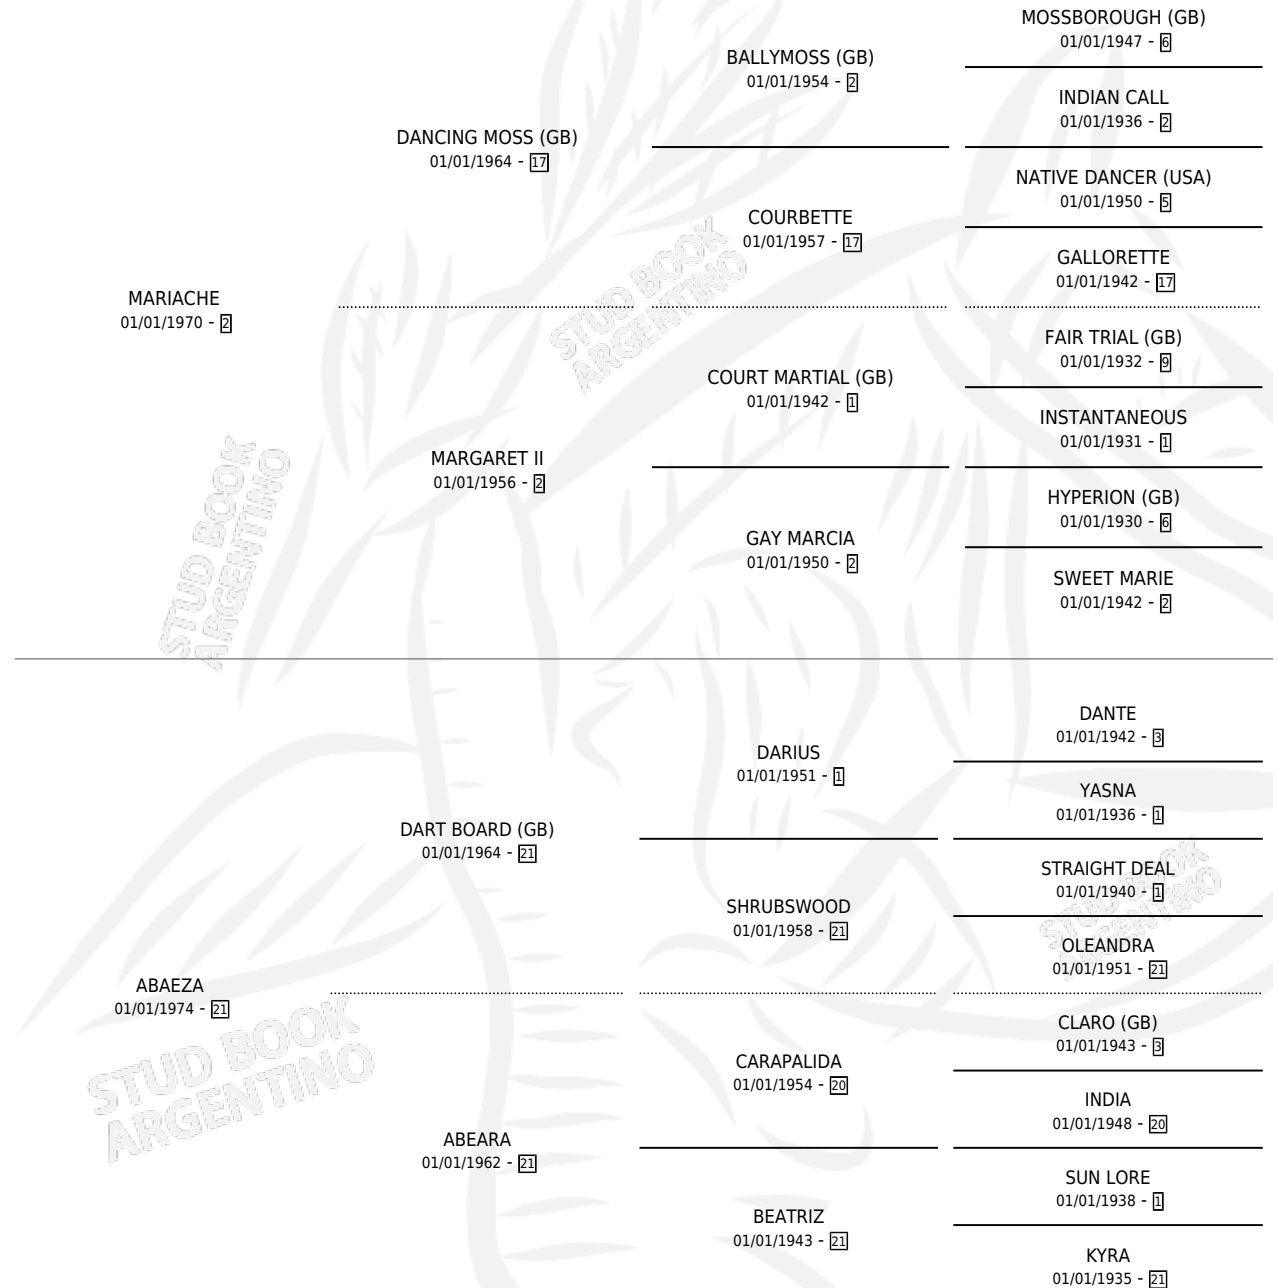 MOSSBOROUGH (GB)
01/01/1947 - 6
BALLYMOSS (GB)
01/01/1954 - 2
INDIAN CALL
01/01/1936 - 2
DANCING MOSS (GB)
01/01/1964 - 17
NATIVE DANCER (USA)
01/01/1950 - 5
COURBETTE
01/01/1957 - 17
GALLORETTE
01/01/1942 - 17
MARIACHE
01/01/1970 - 2
FAIR TRIAL (GB)
01/01/1932 - 9
COURT MARTIAL (GB)
01/01/1942 - 1
INSTANTANEOUS
01/01/1931 - 1
MARGARET II
01/01/1956 - 2
HYPERION (GB)
01/01/1930 - 6
GAY MARCIA
01/01/1950 - 2
SWEET MARIE
01/01/1942 - 2
STUD BOOK
ARGENTINO
STUD BOOK
ARGENTINO
DANTE
01/01/1942 - 3
DARIUS
01/01/1951 - 1
YASNA
01/01/1936 - 1
DART BOARD (GB)
01/01/1964 - 21
STRAIGHT DEAL
01/01/1940 - 1
SHRUBSWOOD
01/01/1958 - 21
OLEANDRA
01/01/1951 - 21
STUD BOOK
ARGENTINO
ABAEZA
01/01/1974 - 21
CLARO (GB)
01/01/1943 - 3
CARAPALIDA
01/01/1954 - 20
INDIA
01/01/1948 - 20
STUD BOOK
ARGENTINO
ABEARA
01/01/1962 - 21
SUN LORE
01/01/1938 - 1
BEATRIZ
01/01/1943 - 21
KYRA
01/01/1935 - 21